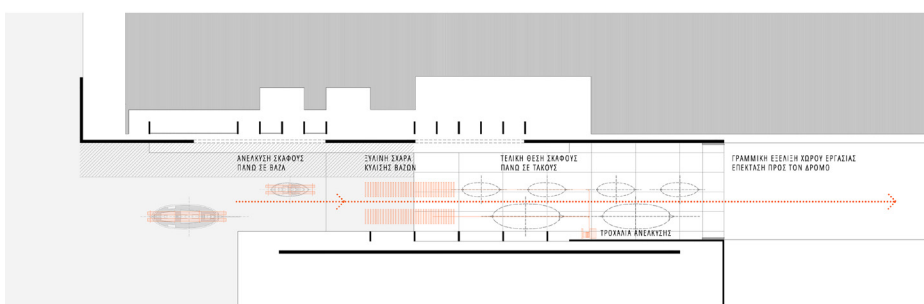 ΑΝΕΛΚΥΣΗ ΣΚΑΦΟΥΣ
ΠΑΝΩ ΣΕ ΒΑΖΑ
ΞΥΛΙΝΗ ΣΧΑΡΑ
ΚΥΛΙΣΗΣ ΒΑΖΩΝ
ΤΕΛΙΚΗ ΘΕΣΗ ΣΚΑΦΟΥΣ
ΠΑΝΩ ΣΕ ΤΑΚΟΥΣ
ΓΡΑΜΜΙΚΗ ΕΞΕΛΙΞΗ ΧΩΡΟΥ ΕΡΓΑΣΙΑΣ
ΕΠΕΚΤΑΣΗ ΠΡΟΣ ΤΟΝ ΔΡΟΜΟ
ΤΡΟΧΑΛΙΑ ΑΝΕΛΚΥΣΗΣ